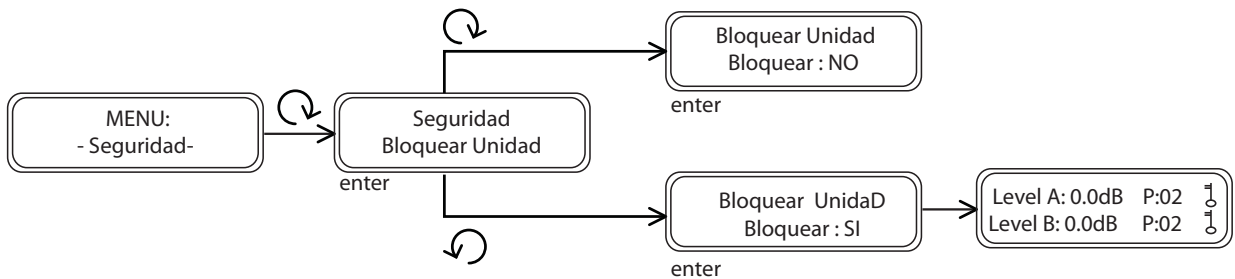 MENU:
- Seguridad-
Seguridad
Bloquear Unidad
enter
Bloquear Unidad
Bloquear : NO
enter
Bloquear UnidaD
Bloquear : SI
enter
Level A: 0.0dB P:02
Level B: 0.0dB P:02